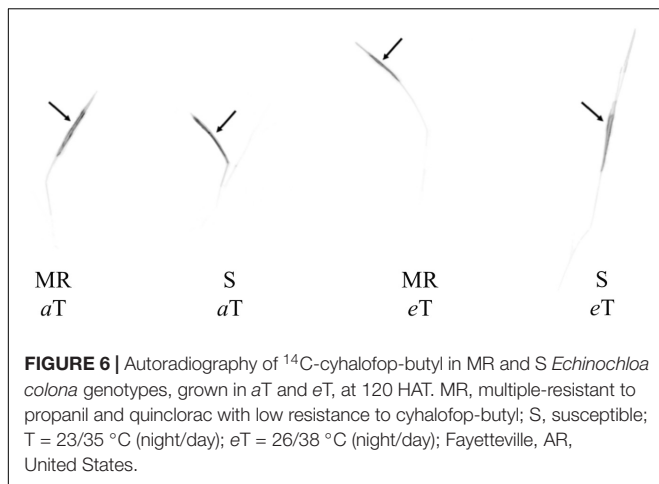 MR S MR S
aT aT eT eT
FIGURE 6 | Autoradiography of ¹⁴C-cyhalofop-butyl in MR and S Echinochloa
colona genotypes, grown in aT and eT, at 120 HAT. MR, multiple-resistant to
propanil and quinclorac with low resistance to cyhalofop-butyl; S, susceptible;
T = 23/35 °C (night/day); eT = 26/38 °C (night/day); Fayetteville, AR,
United States.